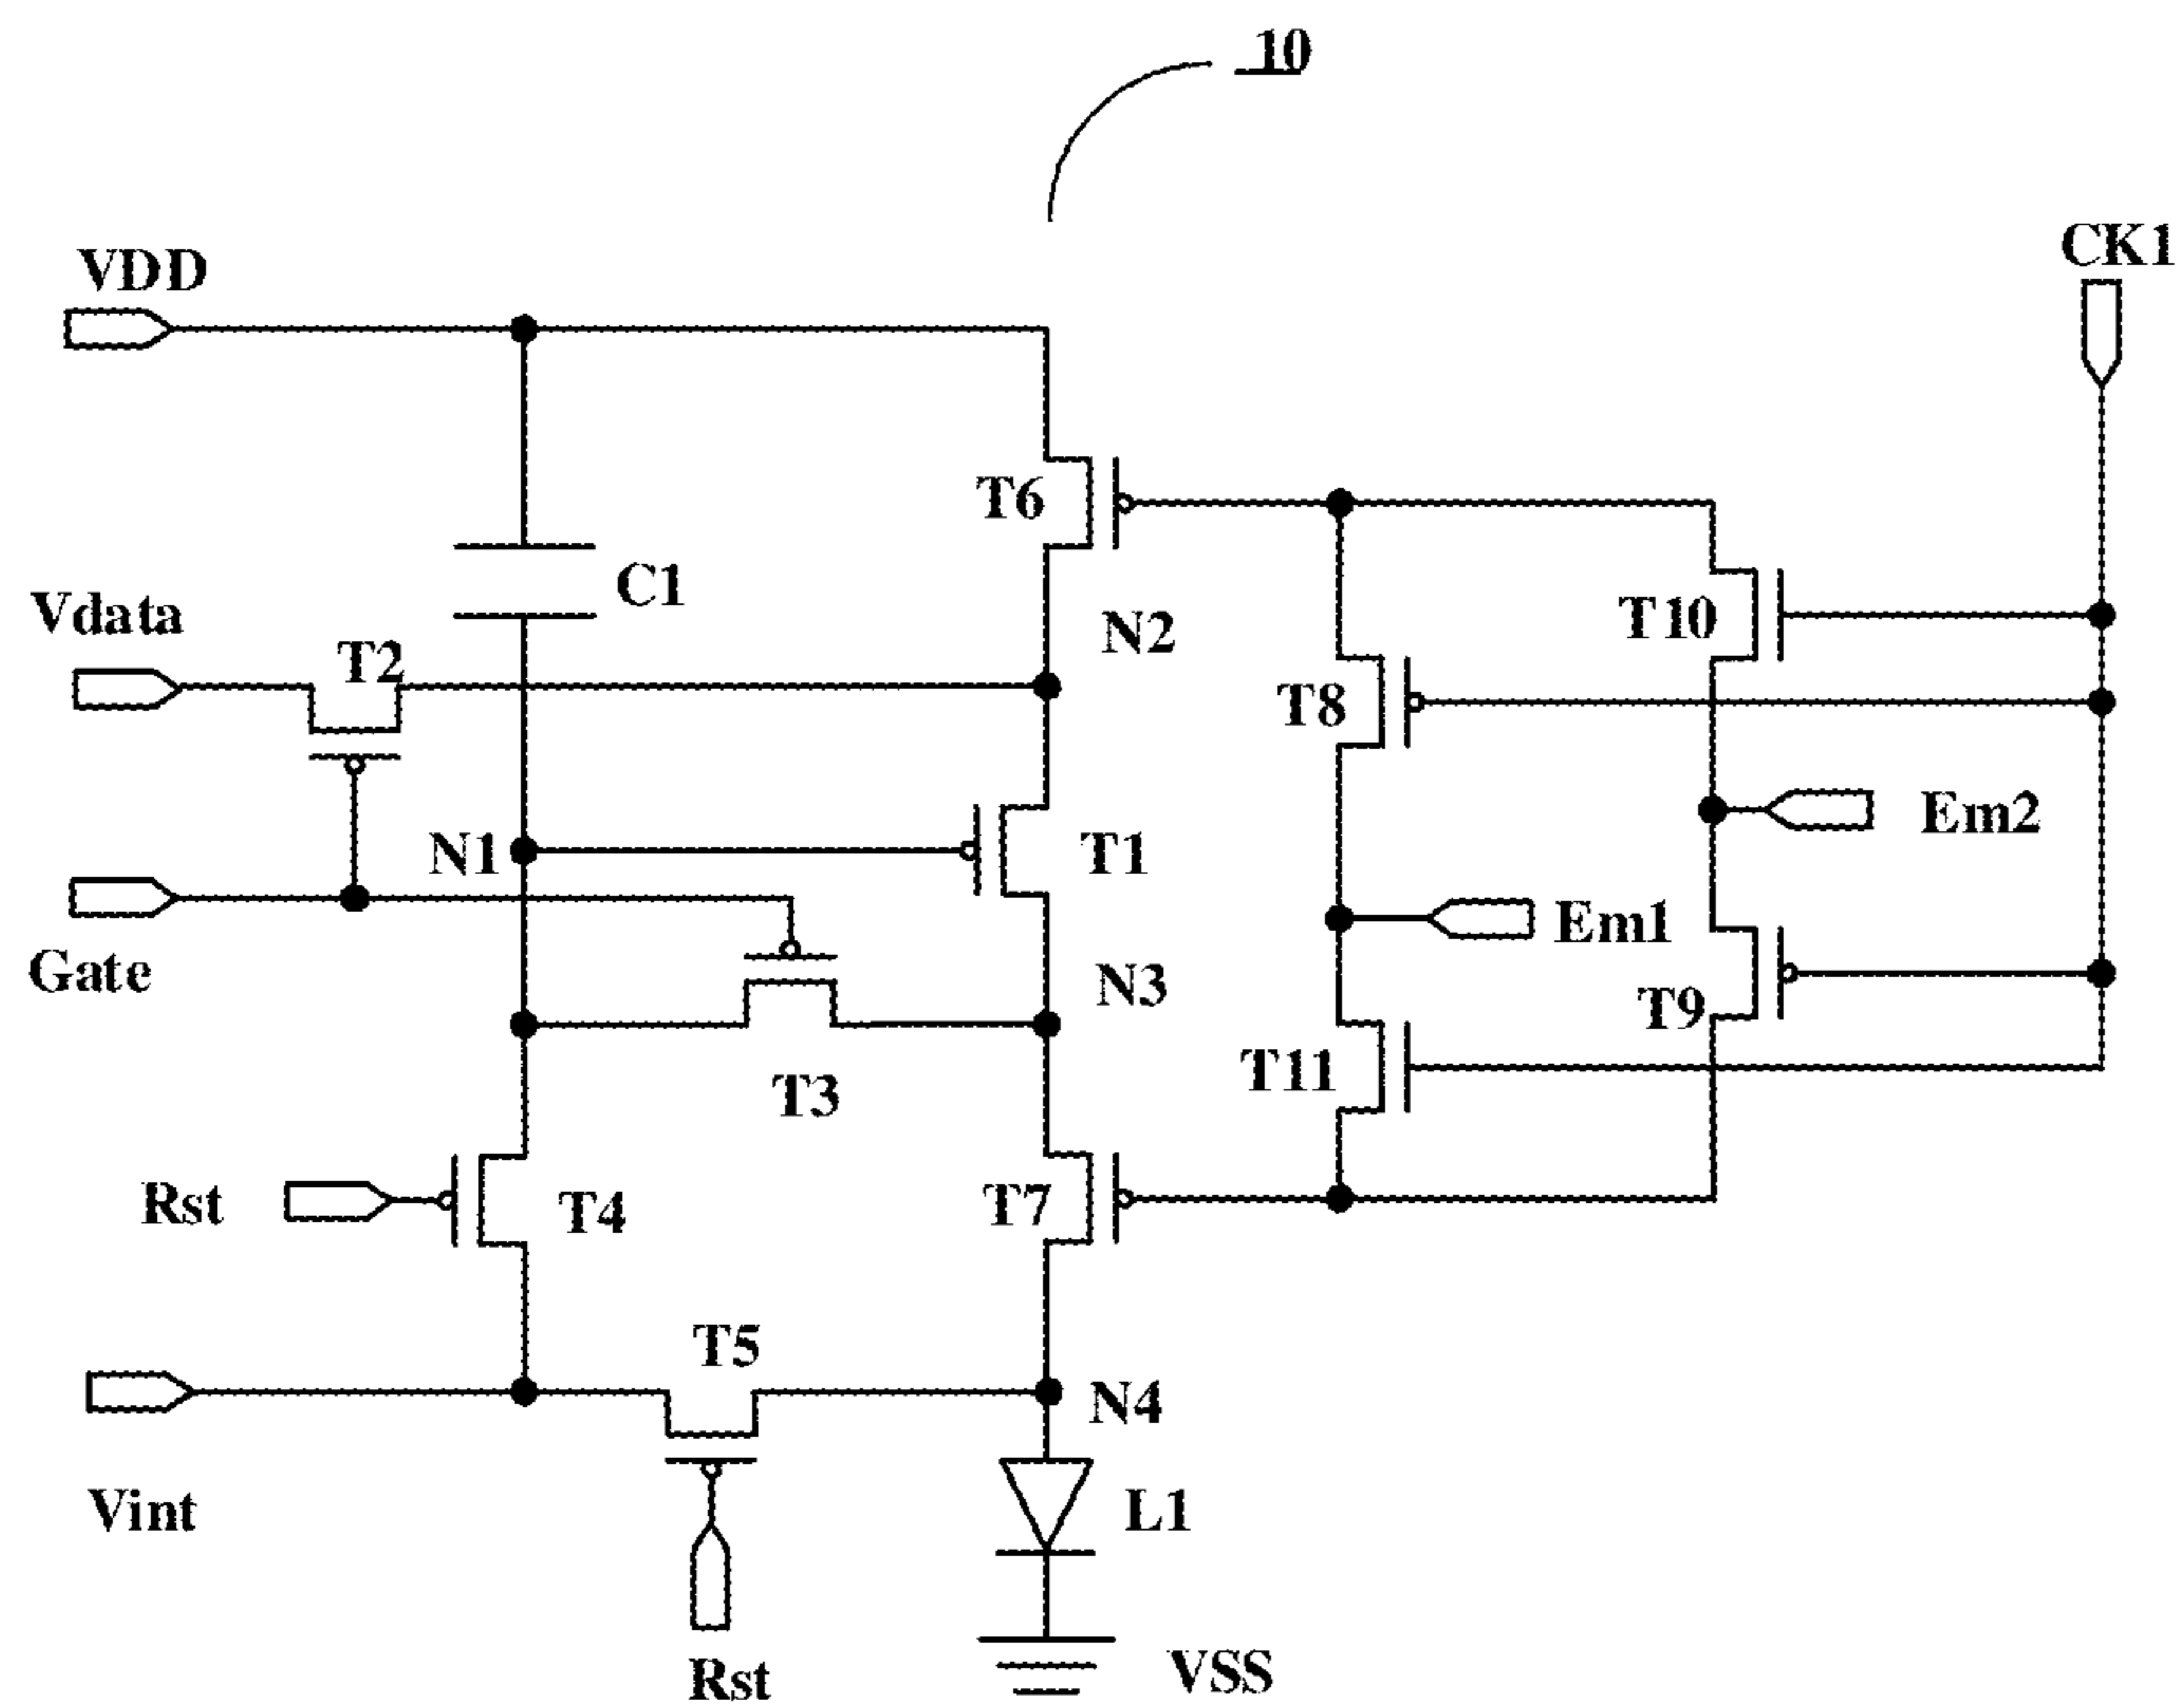 10
CK1
VDD
T6
C1
Vdata
T2
N2
T10
T8
Em2
N1
T1
Em1
Gate
N3
T9
T11
T3
Rst
T4
T7
T5
N4
Vint
L1
Rst
VSS